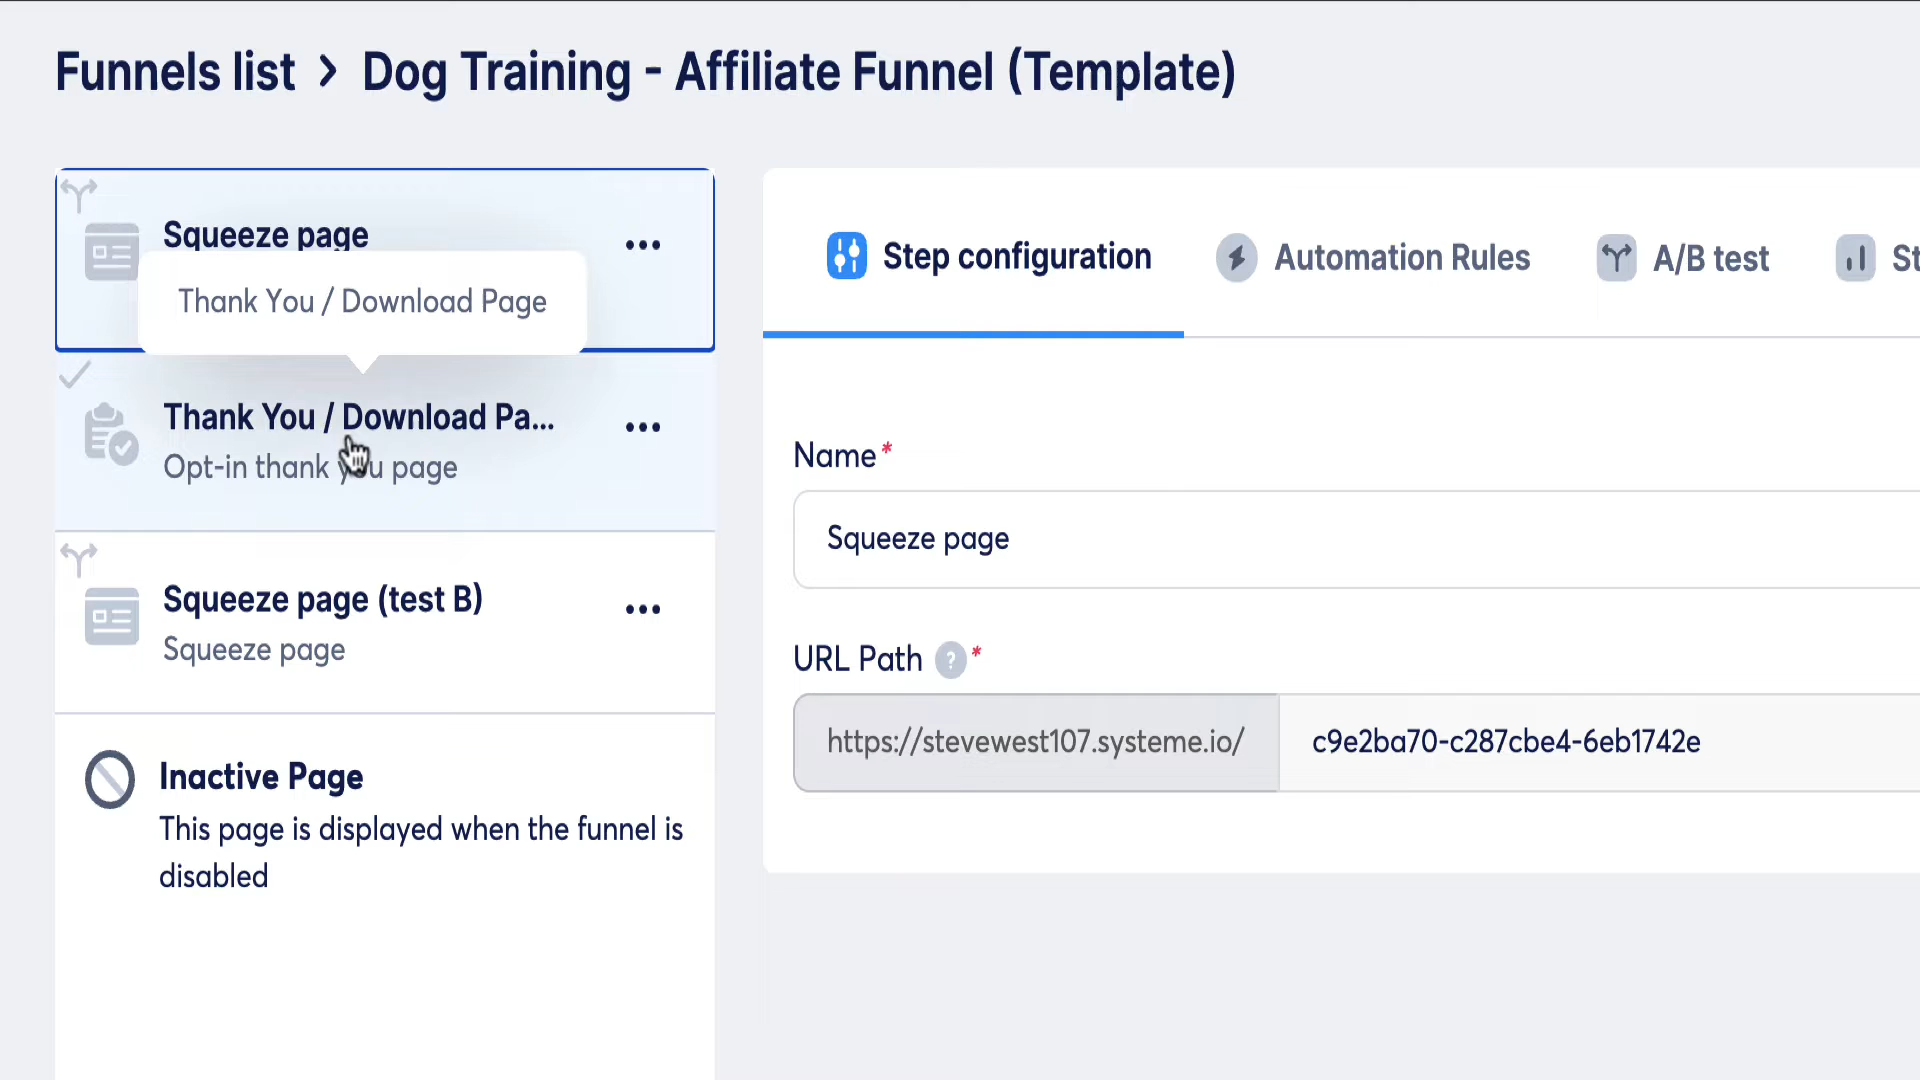 Funnels list > Dog Training - Affiliate Funnel (Template)
Squeeze page
Thank You / Download Page
Thank You / Download Pa...
Opt-in thank you page
Squeeze page (test B)
Squeeze page
Inactive Page
This page is displayed when the funnel is
disabled
Step configuration
Automation Rules
A/B test
St
Name*
Squeeze page
URL Path ? *
https://stevewest107.systeme.io/
c9e2ba70-c287cbe4-6eb1742e